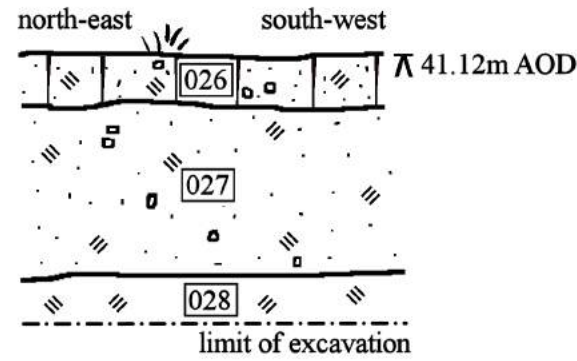 north-east south-west
41.12m AOD
026
027
028
limit of excavation